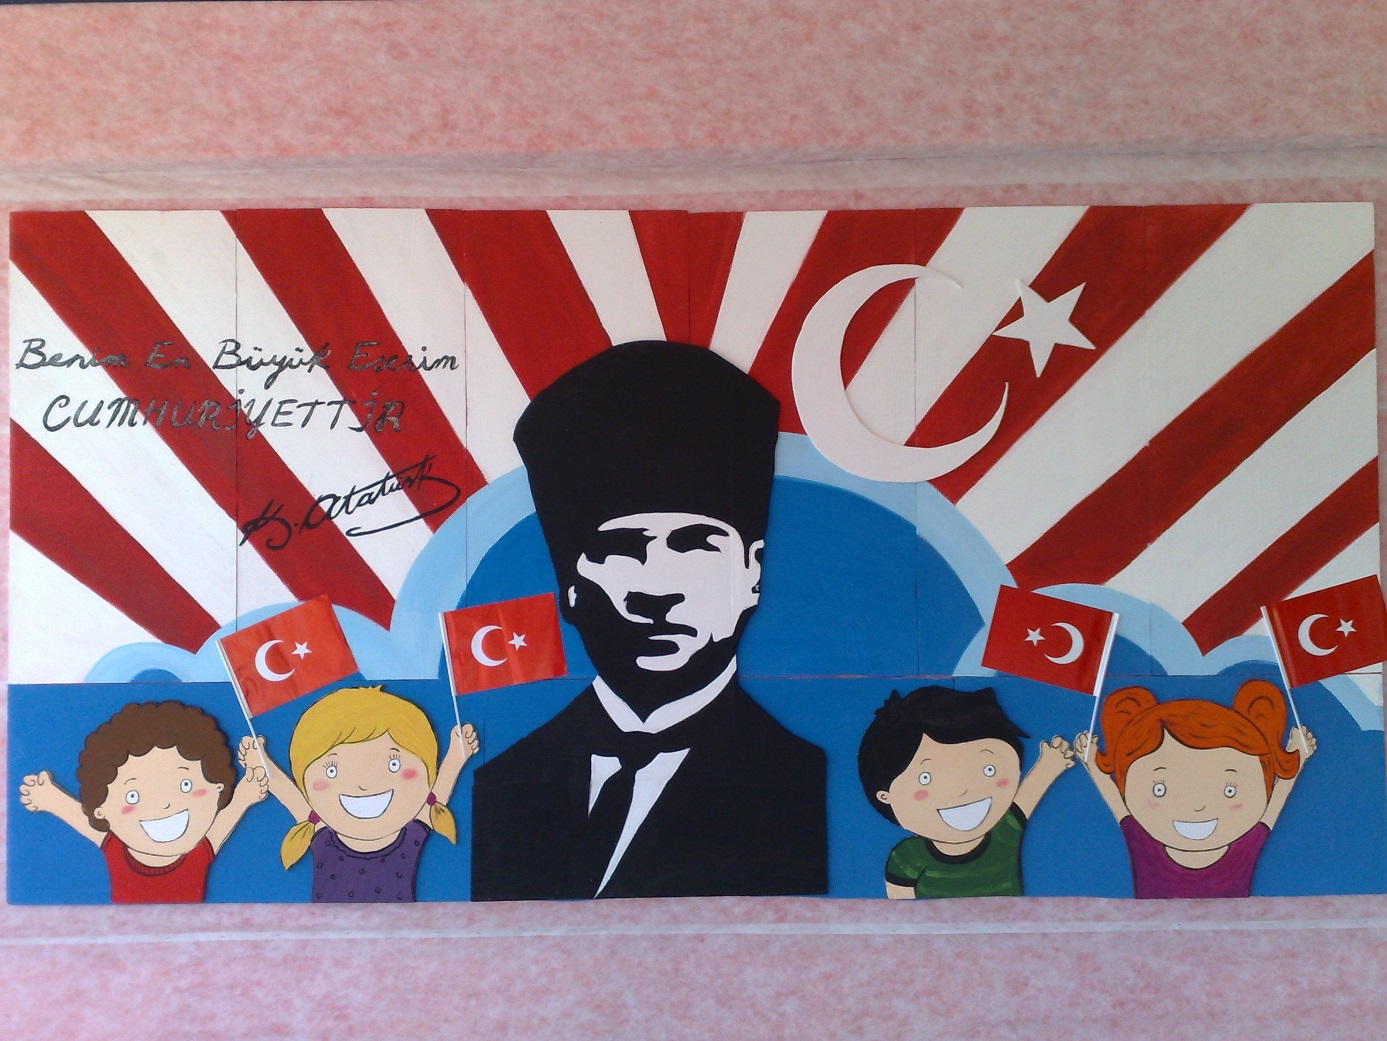 Benim En Büyük Eserim
CUMHURİYETTİR
K. Atatürk